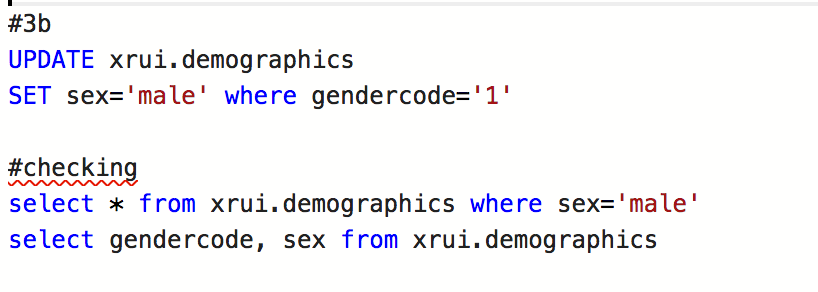 #3b
UPDATE xrui.demographics
SET sex='male' where gendercode='1'
#checking
select * from xrui.demographics where sex='male'
select gendercode, sex from xrui.demographics